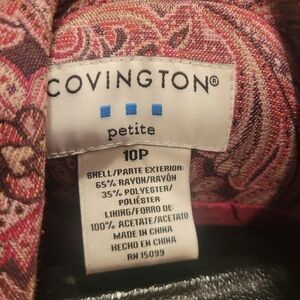 COVINGTON®
petite
10P
SHELL/PARTE EXTERIOR:
65% RAYON/RAYÓN
35% POLYESTER/
POLIÉSTER
LINING/FORRO DE:
100% ACETATE/ACETATO
MADE IN CHINA
HECHO EN CHINA
RN 15099